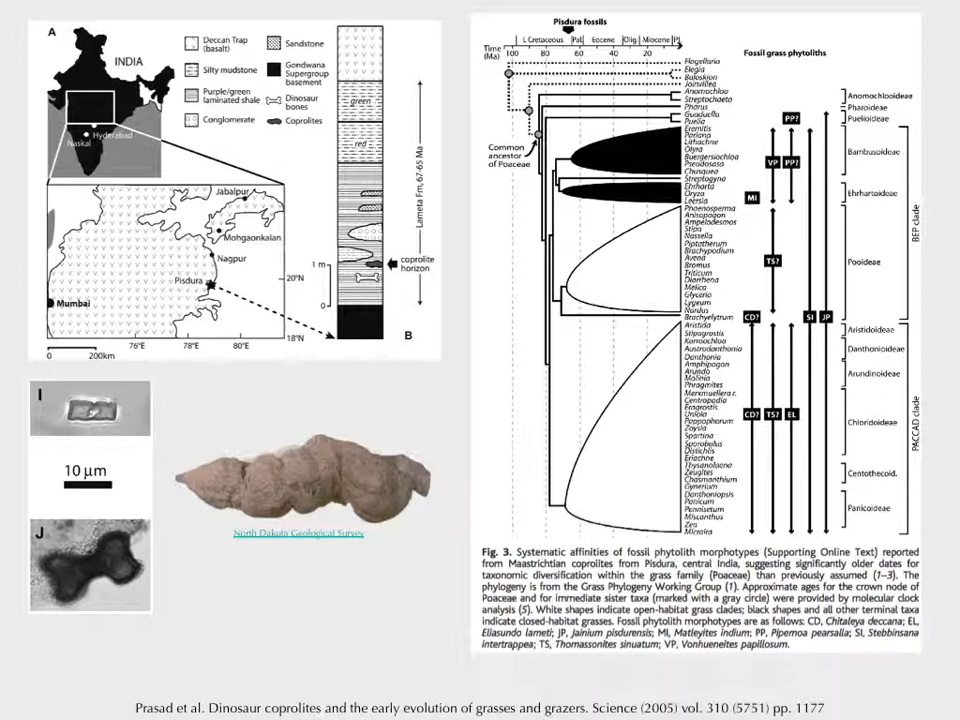 A
INDIA
Hyderabad
Naskal
Deccan Trap
(basalt)
Silty mudstone
Purple/green
laminated shale
Conglomerate
Sandstone
Gondwana
Supergroup
basement
Dinosaur
bones
Coprolites
Jabalpur
Mohgaonkalan
Nagpur
Pisdura
Mumbai
20°N
18°N
76°E
78°E
80°E
0
200km
green
red
Lameta Fm, 67-65 Ma
coprolite
horizon
1 m
0
B
I
10 μm
J
North Dakota Geological Survey
Pisdura fossils
L Cretaceous
Pal.
Eocene
Olig.
Miocene
Pl.
Time
(Ma)
100
80
60
40
20
Fossil grass phytoliths
Common
ancestor
of Poaceae
Flagellaria
Elegia
Baloskion
Joinvillea
Anomochloa
Streptochaeta
Pharus
Guaduella
Puelia
Eremitis
Pariana
Lithachne
Olyra
Buergersiochloa
Pseudosasa
Chusquea
Streptogyna
Ehrharta
Oryza
Leersia
Phaenosperma
Anisopogon
Ampelodesmos
Stipa
Nassella
Piptatherum
Brachypodium
Avena
Bromus
Triticum
Diarrhena
Melica
Glyceria
Lygeum
Nardus
Brachyelytrum
Aristida
Stipagrostis
Karroochloa
Austrodanthonia
Danthonia
Amphipogon
Arundo
Molinia
Phragmites
Merxmuellera r.
Centropodia
Eragrostis
Uniola
Pappophorum
Zoysia
Spartina
Sporobolus
Distichlis
Eriachne
Thysanolaena
Zeugites
Chasmanthium
Gynerium
Danthoniopsis
Panicum
Pennisetum
Miscanthus
Zea
Micraira
PP?
VP
PP?
MI
TS?
CD?
SI
JP
CD?
TS?
EL
Anomochlooideae
Pharoideae
Puelioideae
Bambusoideae
Ehrhartoideae
Pooideae
Aristidoideae
Danthonioideae
Arundinoideae
Chloridoideae
Centothecoid.
Panicoideae
BEP clade
PACCAD clade
Fig. 3. Systematic affinities of fossil phytolith morphotypes (Supporting Online Text) reported
from Maastrichtian coprolites from Pisdura, central India, suggesting significantly older dates for
taxonomic diversification within the grass family (Poaceae) than previously assumed (1–3). The
phylogeny is from the Grass Phylogeny Working Group (1). Approximate ages for the crown node of
Poaceae and for immediate sister taxa (marked with a gray circle) were provided by molecular clock
analysis (5). White shapes indicate open-habitat grass clades; black shapes and all other terminal taxa
indicate closed-habitat grasses. Fossil phytolith morphotypes are as follows: CD, Chitaleya deccana; EL,
Eliasundo lameti; JP, Jainium pisdurensis; MI, Matleyites indium; PP, Pipernoa pearsalla; SI, Stebbinsana
intertrappea; TS, Thomassonites sinuatum; VP, Vonhueneites papillosum.
Prasad et al. Dinosaur coprolites and the early evolution of grasses and grazers. Science (2005) vol. 310 (5751) pp. 1177